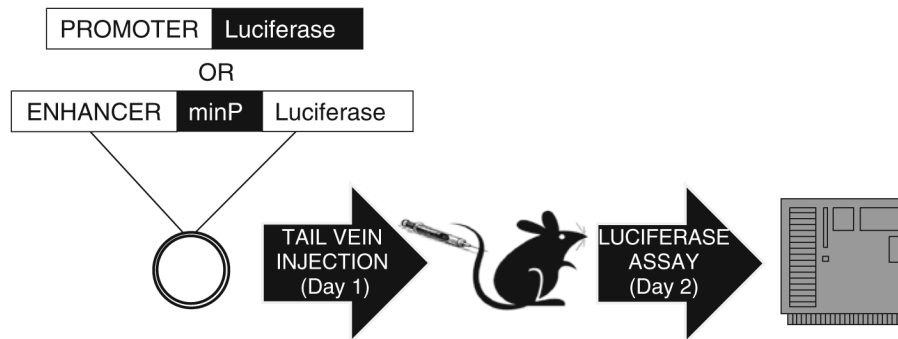 PROMOTER Luciferase
OR
ENHANCER minP Luciferase
TAIL VEIN
INJECTION
(Day 1)
LUCIFERASE
ASSAY
(Day 2)